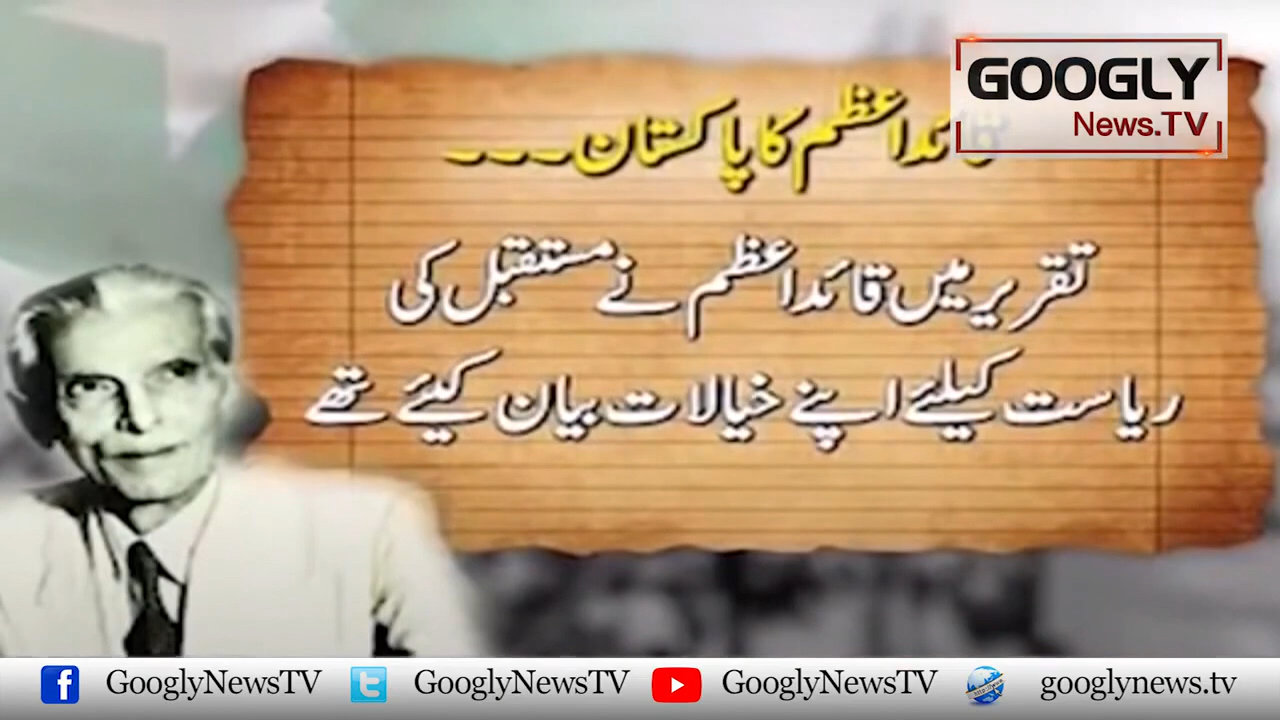 GOOGLY
News.TV
قائداعظم کا پاکستان۔۔۔
تقریر میں قائداعظم نے مستقبل کی
ریاست کیلئے اپنے خیالات بیان کیئے تھے
GooglyNewsTV GooglyNewsTV GooglyNewsTV googlynews.tv